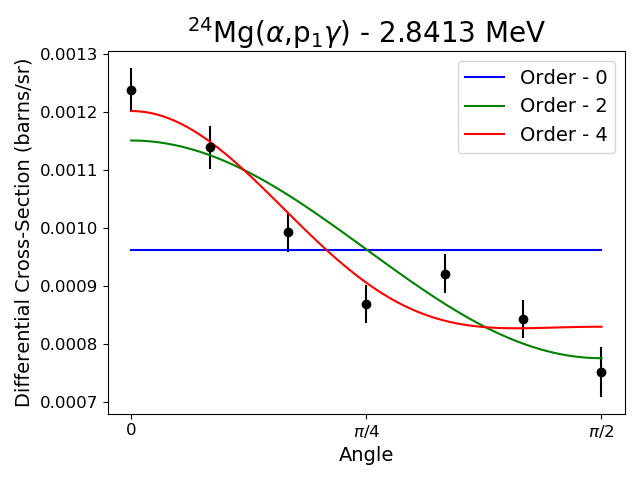 ²⁴Mg(α,p₁γ) - 2.8413 MeV
Order - 0
Order - 2
Order - 4
Differential Cross-Section (barns/sr)
0.0013
0.0012
0.0011
0.0010
0.0009
0.0008
0.0007
0 π/4 π/2
Angle